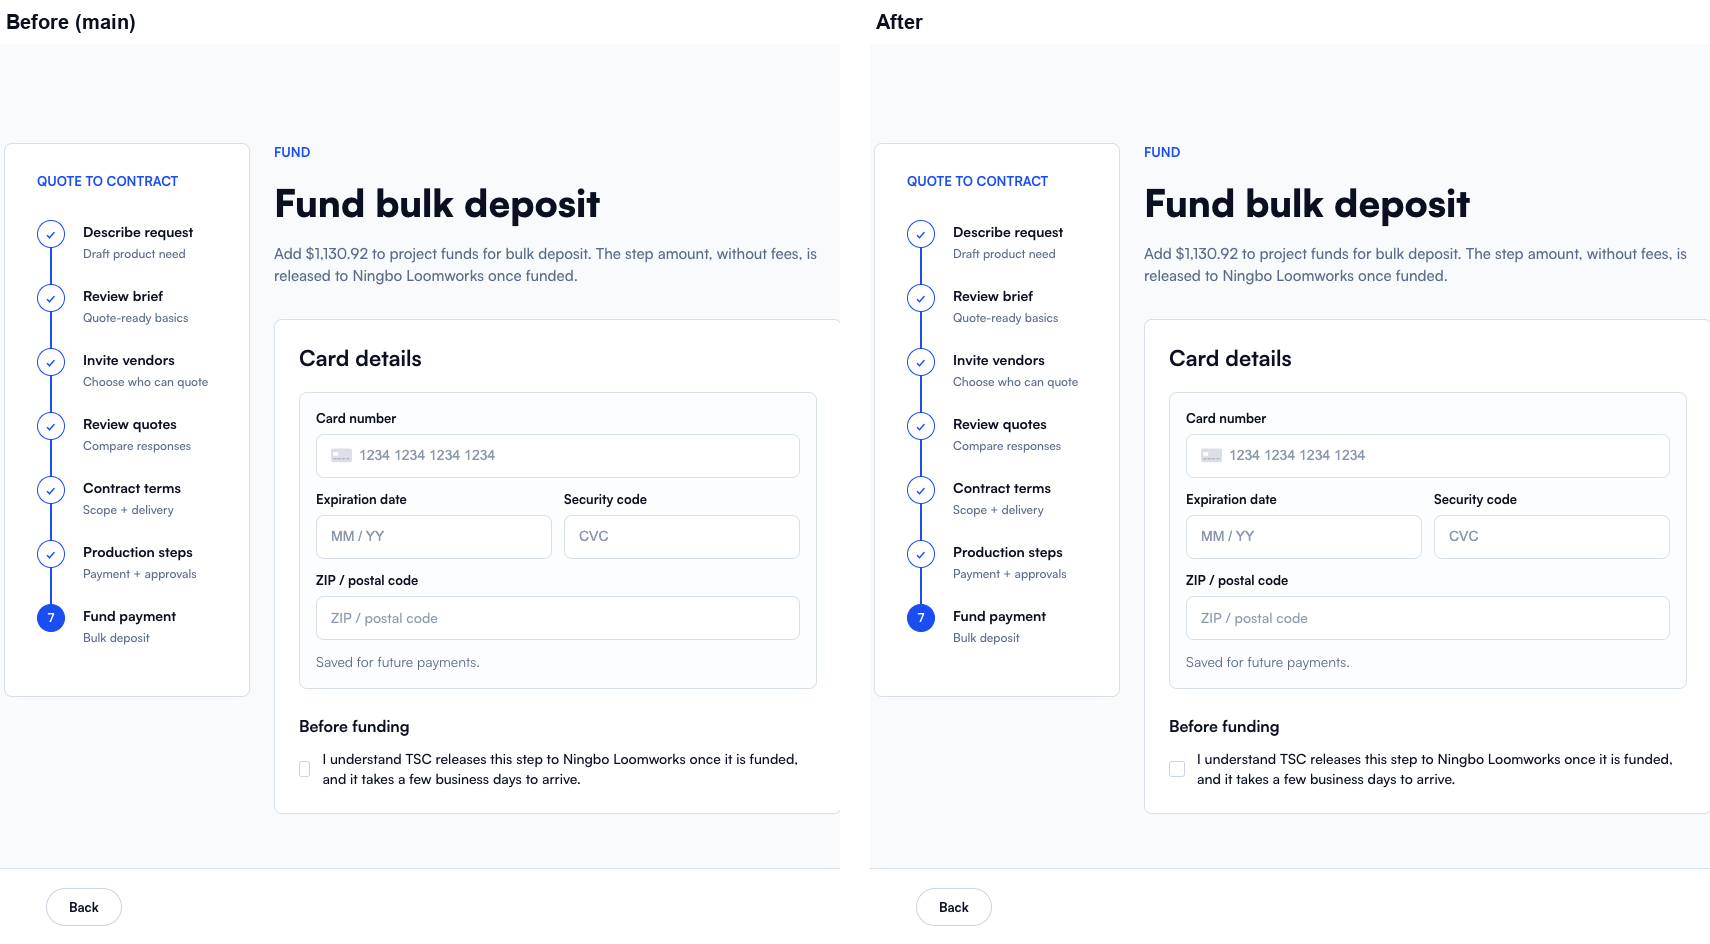 Before (main)
QUOTE TO CONTRACT
Describe request
Draft product need
Review brief
Quote-ready basics
Invite vendors
Choose who can quote
Review quotes
Compare responses
Contract terms
Scope + delivery
Production steps
Payment + approvals
7
Fund payment
Bulk deposit
FUND
Fund bulk deposit
Add $1,130.92 to project funds for bulk deposit. The step amount, without fees, is
released to Ningbo Loomworks once funded.
Card details
Card number
1234 1234 1234 1234
Expiration date
Security code
MM / YY
CVC
ZIP / postal code
ZIP / postal code
Saved for future payments.
Before funding
I understand TSC releases this step to Ningbo Loomworks once it is funded,
and it takes a few business days to arrive.
Back
After
QUOTE TO CONTRACT
Describe request
Draft product need
Review brief
Quote-ready basics
Invite vendors
Choose who can quote
Review quotes
Compare responses
Contract terms
Scope + delivery
Production steps
Payment + approvals
7
Fund payment
Bulk deposit
FUND
Fund bulk deposit
Add $1,130.92 to project funds for bulk deposit. The step amount, without fees, is
released to Ningbo Loomworks once funded.
Card details
Card number
1234 1234 1234 1234
Expiration date
Security code
MM / YY
CVC
ZIP / postal code
ZIP / postal code
Saved for future payments.
Before funding
I understand TSC releases this step to Ningbo Loomworks once it is funded,
and it takes a few business days to arrive.
Back